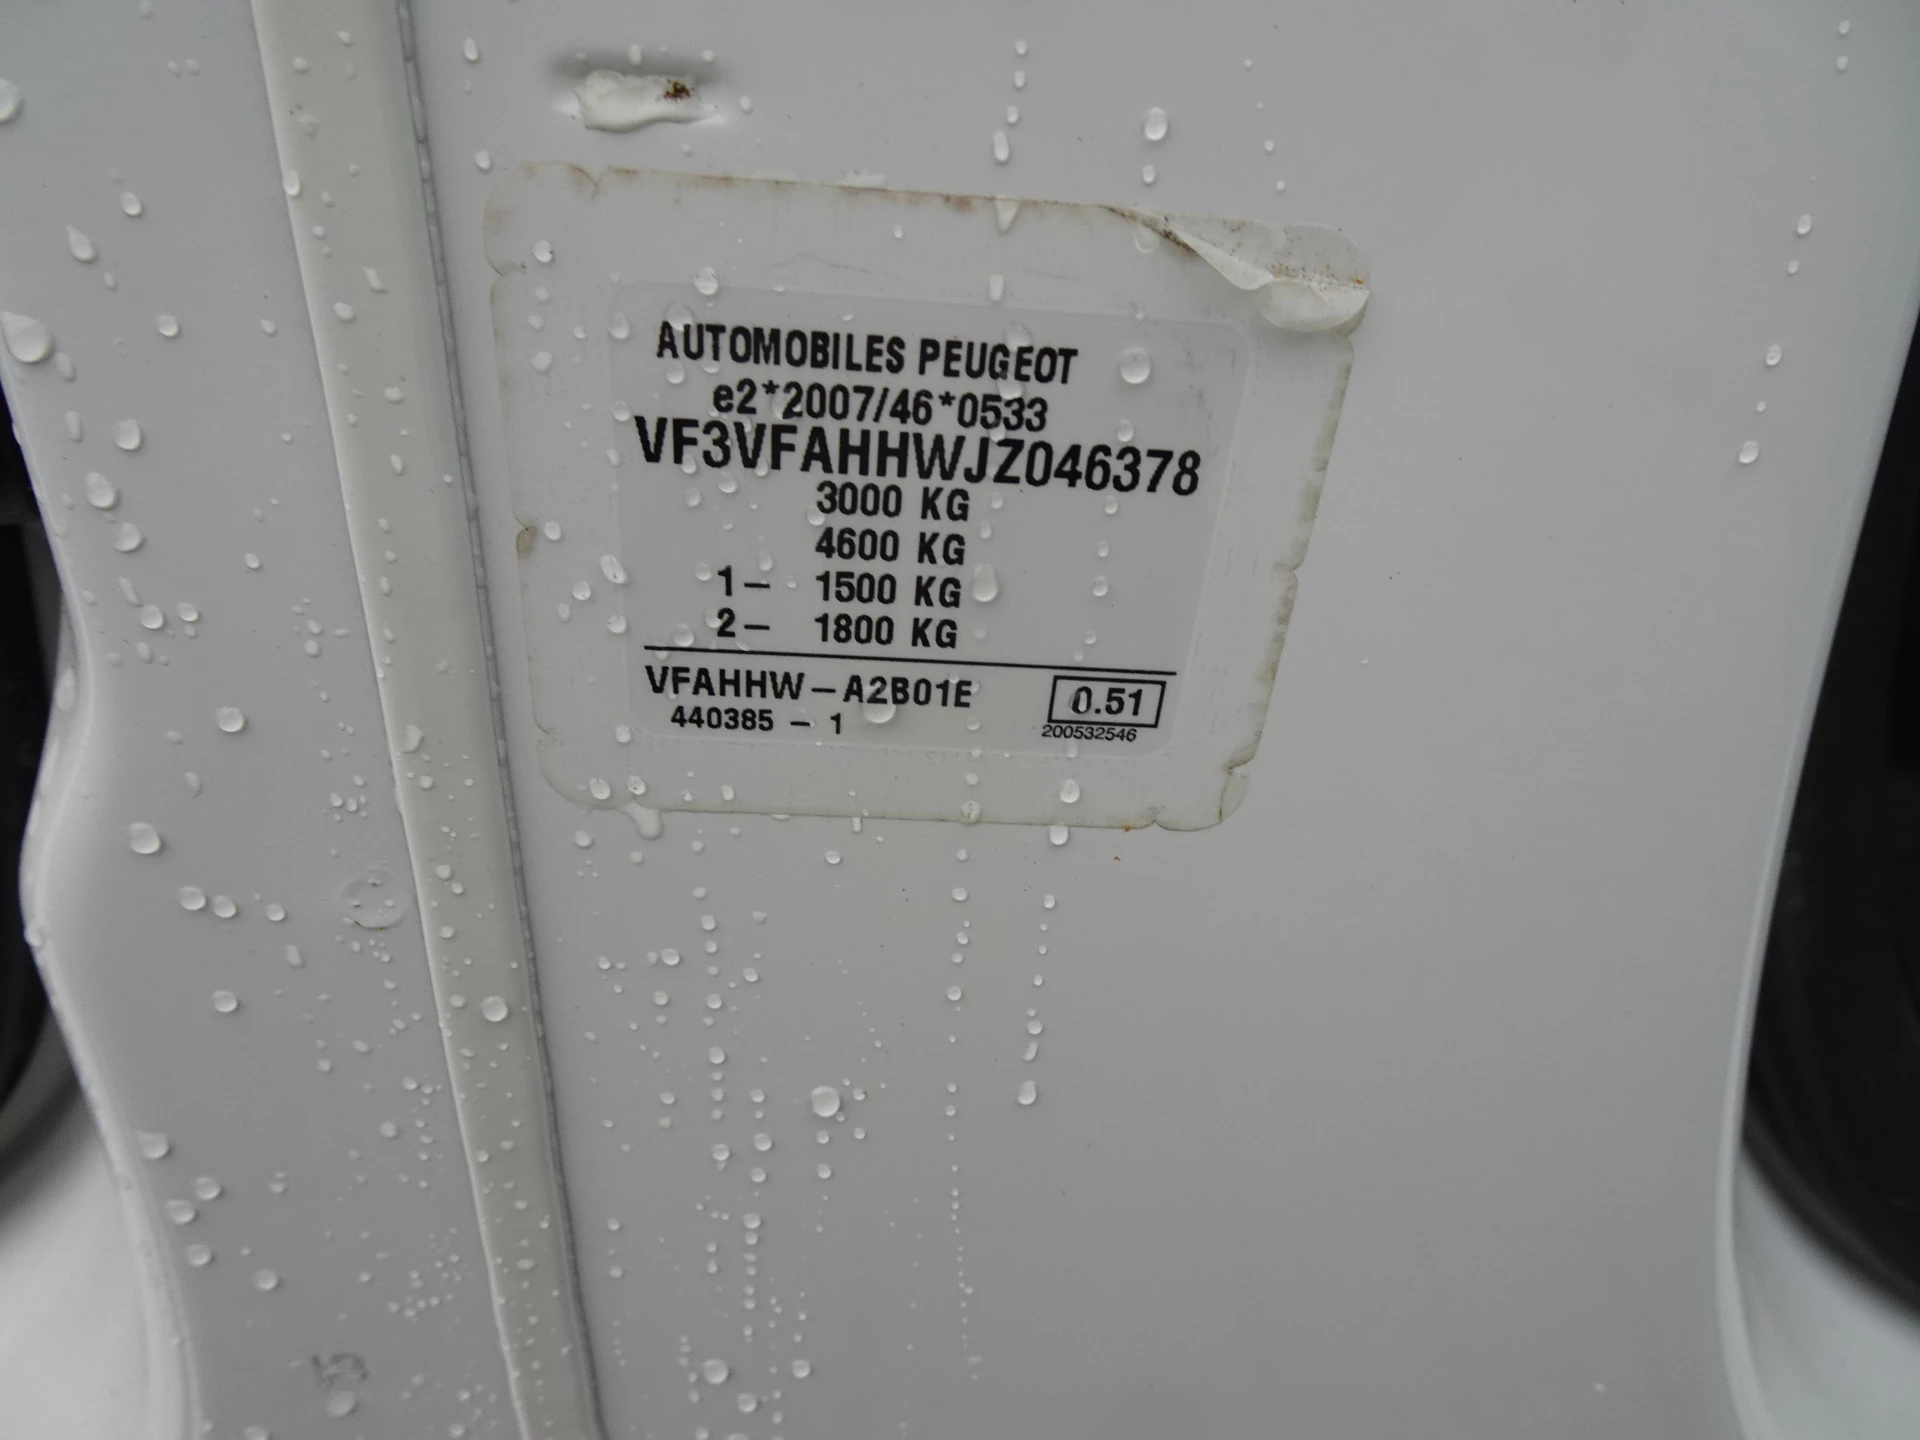 AUTOMOBILES PEUGEOT
e2*2007/46*0533
VF3VFAHHWJZ046378
3000 KG
4600 KG
1- 1500 KG
2- 1800 KG
VFAHHW-A2B01E
0.51
440385 - 1
200532546